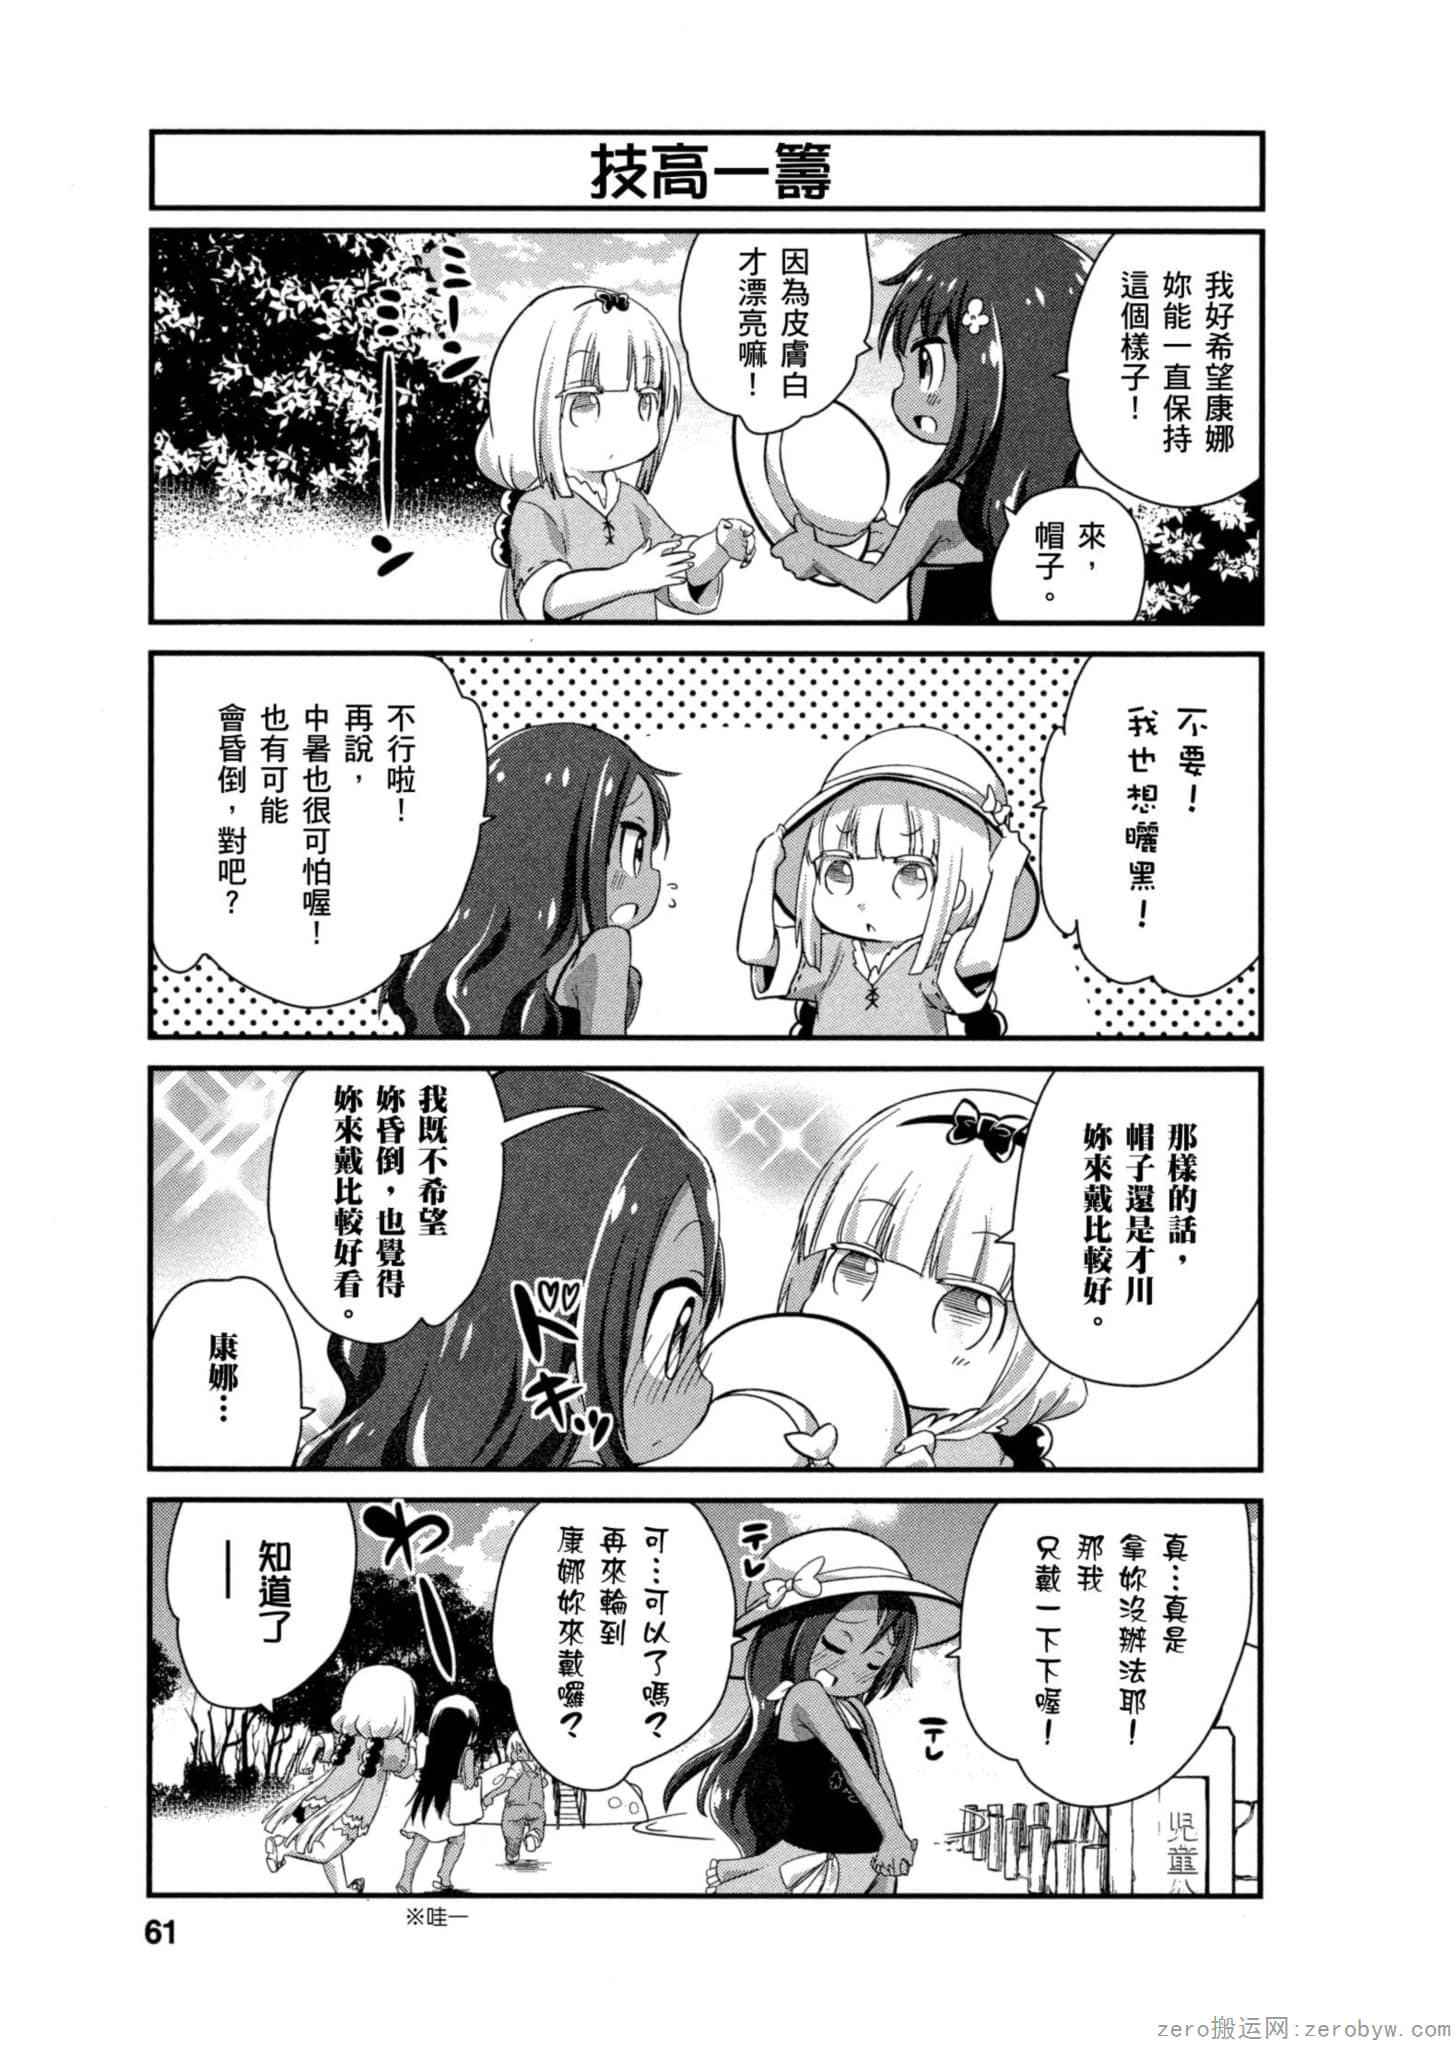 技高一籌
我好希望康娜
妳能一直保持
這個樣子！
來，
帽子。
因為皮膚白
才漂亮嘛！
ミーン
ミーン
不要！
我也想曬黑！
不行啦！
再說，
中暑也很可怕喔！
也有可能
會昏倒，對吧？
那樣的話，
帽子還是才川
妳來戴比較好。
我既不希望
妳昏倒，也覺得
妳來戴比較好看。
ドキッ
康娜…
真…真是
拿妳沒辦法耶！
那我
只戴一下下喔！
テレ
テレ
可…可以了嗎？
再來輪到
康娜妳來戴囉？
わーっ
知道了
——
児童公
※哇—
61
zero搬运网:zerobyw.com